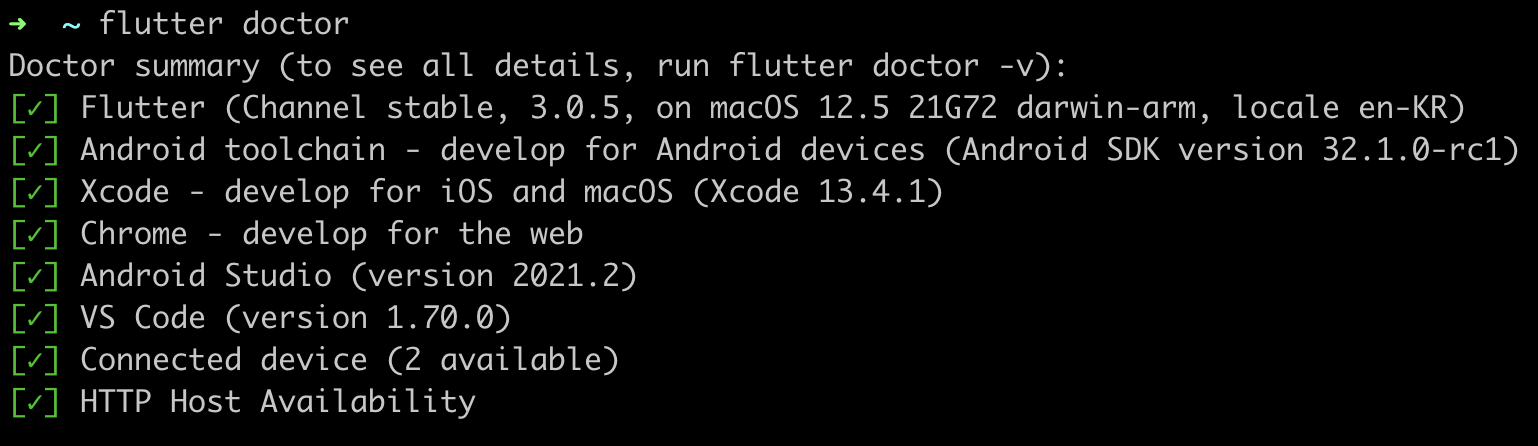 ➜  ~ flutter doctor
Doctor summary (to see all details, run flutter doctor -v):
[✓] Flutter (Channel stable, 3.0.5, on macOS 12.5 21G72 darwin-arm, locale en-KR)
[✓] Android toolchain - develop for Android devices (Android SDK version 32.1.0-rc1)
[✓] Xcode - develop for iOS and macOS (Xcode 13.4.1)
[✓] Chrome - develop for the web
[✓] Android Studio (version 2021.2)
[✓] VS Code (version 1.70.0)
[✓] Connected device (2 available)
[✓] HTTP Host Availability